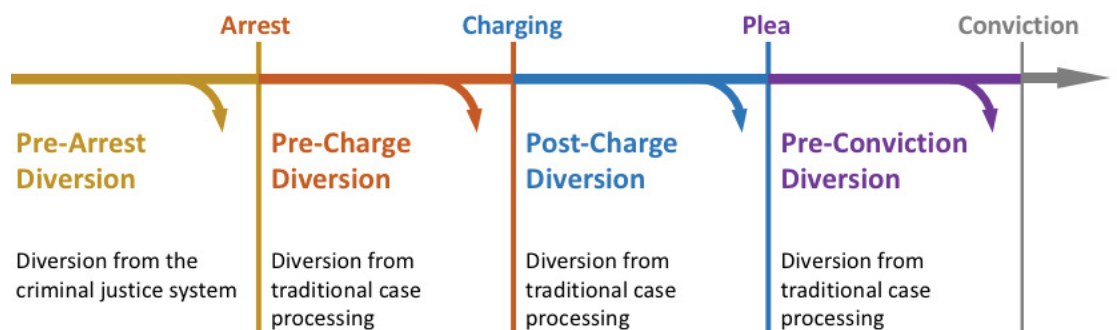 Arrest
Charging
Plea
Conviction
Pre-Arrest
Diversion
Pre-Charge
Diversion
Post-Charge
Diversion
Pre-Conviction
Diversion
Diversion from the
criminal justice system
Diversion from
traditional case
processing
Diversion from
traditional case
processing
Diversion from
traditional case
processing